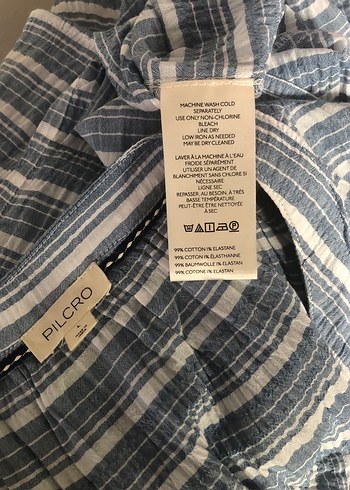 MACHINE WASH COLD
SEPARATELY
USE ONLY NON-CHLORINE
BLEACH
LINE DRY
LOW IRON AS NEEDED
MAY BE DRY CLEANED
LAVER À LA MACHINE À L'EAU
FROIDE SÉPARÉMENT
UTILISER UN AGENT DE
BLANCHIMENT SANS CHLORE SI
NÉCESSAIRE
LIGNE SEC
REPASSER, AU BESOIN, À TRÈS
BASSE TEMPÉRATURE
PEUT-ÊTRE ÊTRE NETTOYÉE
À SEC
99% COTTON 1% ELASTANE
99% COTON 1% ÉLASTHANNE
99% BAUMWOLLE 1% ELASTAN
99% COTONE 1% ELASTAN
PILCRO
L